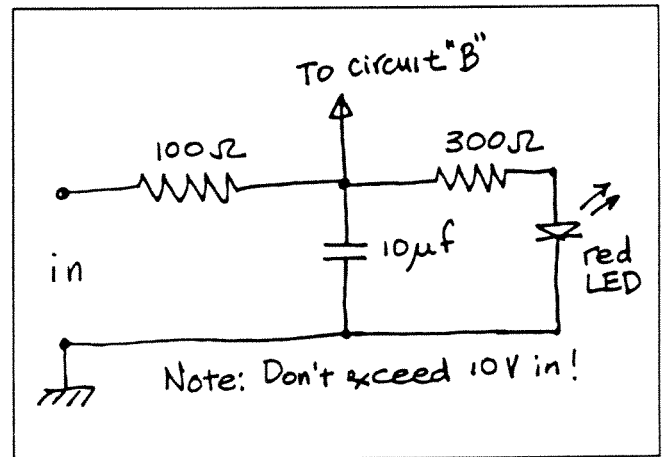 To circuit "B"
100Ω
300Ω
10μf
in
red
LED
Note: Don't exceed 10V in!